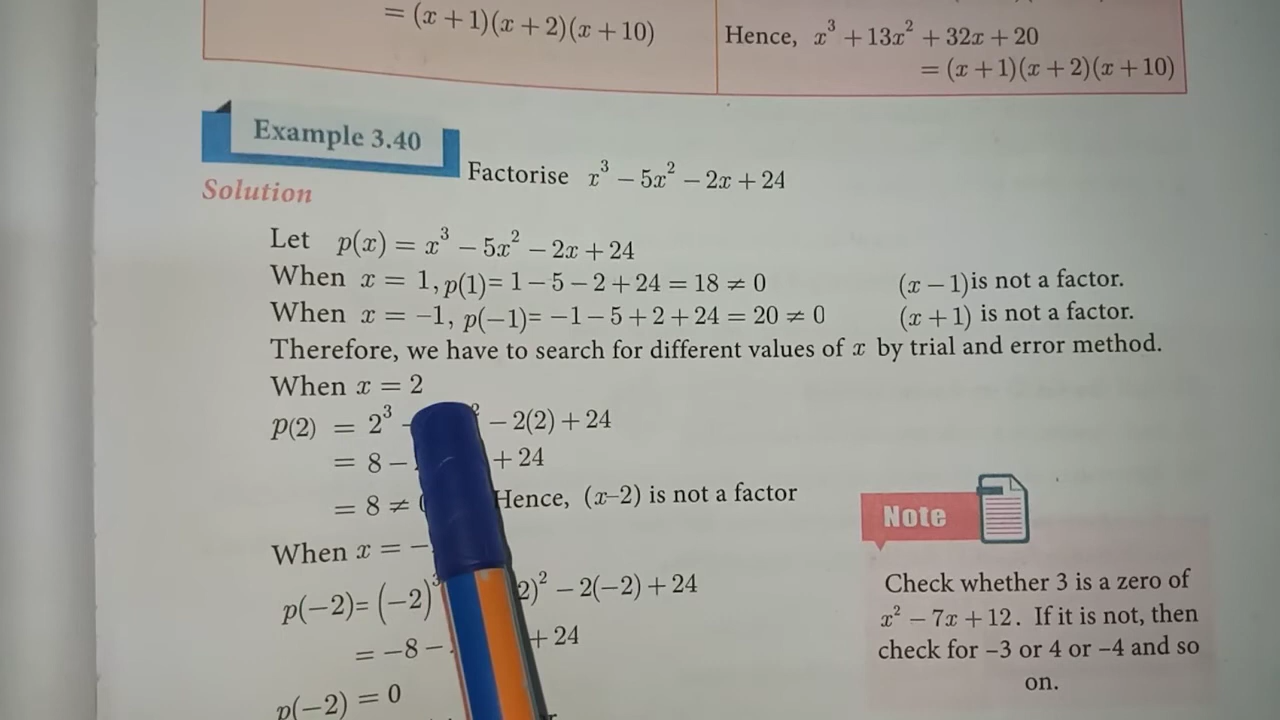 = (x + 1)(x + 2)(x + 10)
Hence, x³ + 13x² + 32x + 20
= (x + 1)(x + 2)(x + 10)
Example 3.40
Factorise x³ − 5x² − 2x + 24
Solution
Let p(x) = x³ − 5x² − 2x + 24
When x = 1, p(1)= 1 − 5 − 2 + 24 = 18 ≠ 0 (x − 1)is not a factor.
When x = −1, p(−1)= −1 − 5 + 2 + 24 = 20 ≠ 0 (x + 1) is not a factor.
Therefore, we have to search for different values of x by trial and error method.
When x = 2
p(2) = 2³ − 2(2) + 24
= 8 − + 24
= 8 ≠ Hence, (x–2) is not a factor
When x = −
p(−2)= (−2)³ 2)² − 2(−2) + 24
= −8 − + 24
p(−2) = 0
Note
Check whether 3 is a zero of
x² − 7x + 12. If it is not, then
check for −3 or 4 or −4 and so
on.